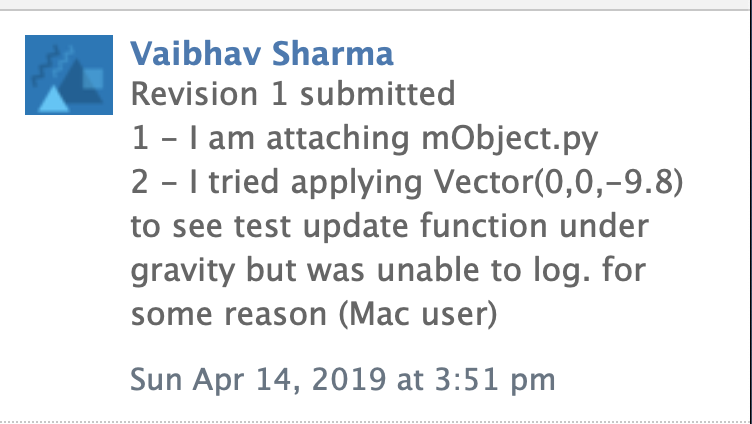 Vaibhav Sharma
Revision 1 submitted
1 – I am attaching mObject.py
2 – I tried applying Vector(0,0,–9.8)
to see test update function under
gravity but was unable to log. for
some reason (Mac user)
Sun Apr 14, 2019 at 3:51 pm